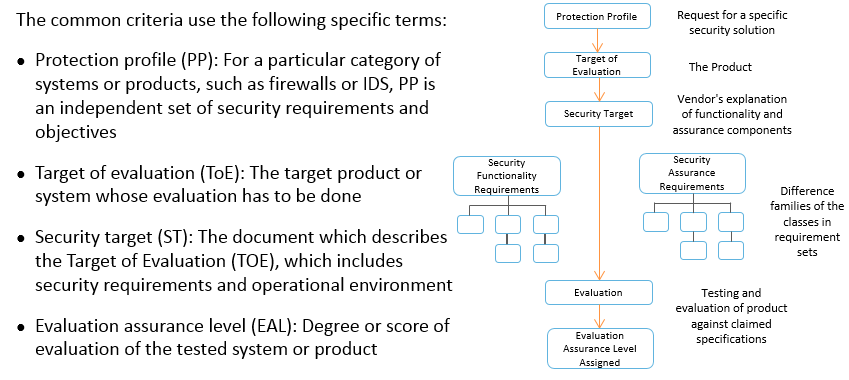 The common criteria use the following specific terms:
• Protection profile (PP): For a particular category of
systems or products, such as firewalls or IDS, PP is
an independent set of security requirements and
objectives
• Target of evaluation (ToE): The target product or
system whose evaluation has to be done
• Security target (ST): The document which describes
the Target of Evaluation (TOE), which includes
security requirements and operational environment
• Evaluation assurance level (EAL): Degree or score of
evaluation of the tested system or product
Protection Profile
Request for a specific
security solution
Target of
Evaluation
The Product
Security Target
Vendor's explanation
of functionality and
assurance components
Security
Functionality
Requirements
Security
Assurance
Requirements
Difference
families of the
classes in
requirement
sets
Evaluation
Testing and
evaluation of product
against claimed
specifications
Evaluation
Assurance Level
Assigned